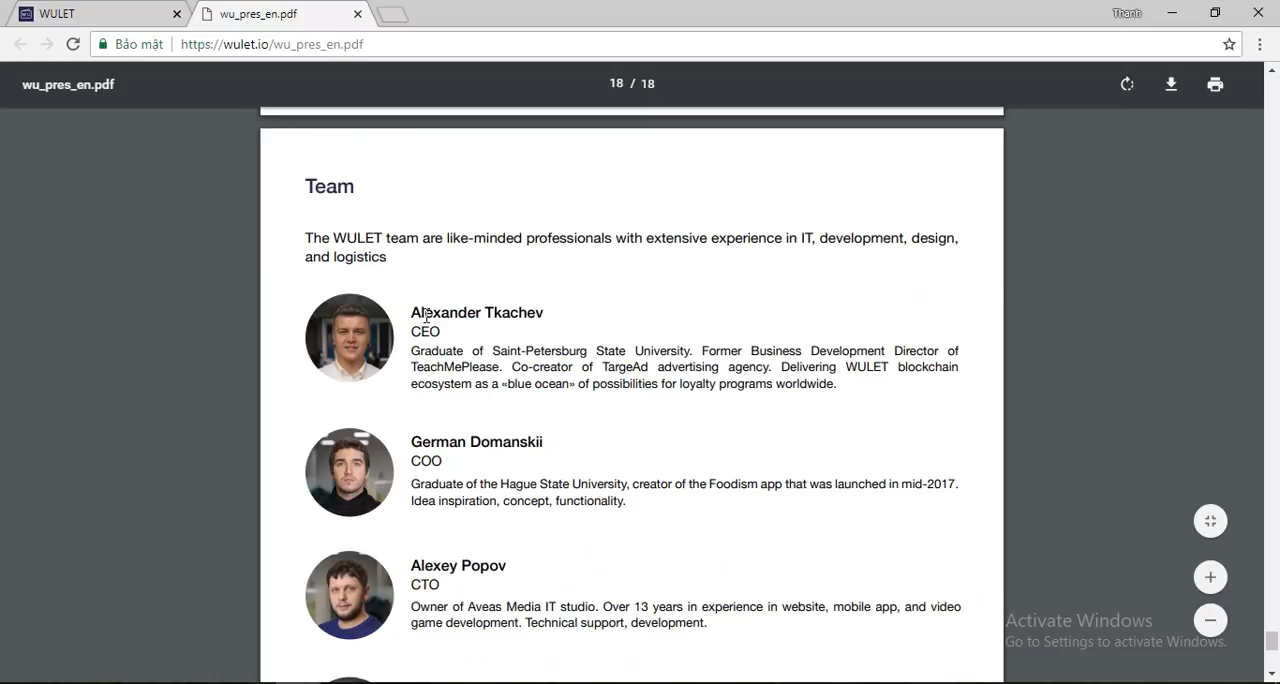 WULET
wu_pres_en.pdf
Thanh
Bảo mật
https://wulet.io/wu_pres_en.pdf
wu_pres_en.pdf
18 / 18
Team
The WULET team are like-minded professionals with extensive experience in IT, development, design,
and logistics
Alexander Tkachev
CEO
Graduate of Saint-Petersburg State University. Former Business Development Director of
TeachMePlease. Co-creator of TargeAd advertising agency. Delivering WULET blockchain
ecosystem as a «blue ocean» of possibilities for loyalty programs worldwide.
German Domanskii
COO
Graduate of the Hague State University, creator of the Foodism app that was launched in mid-2017.
Idea inspiration, concept, functionality.
Alexey Popov
CTO
Owner of Aveas Media IT studio. Over 13 years in experience in website, mobile app, and video
game development. Technical support, development.
Activate Windows
Go to Settings to activate Windows.